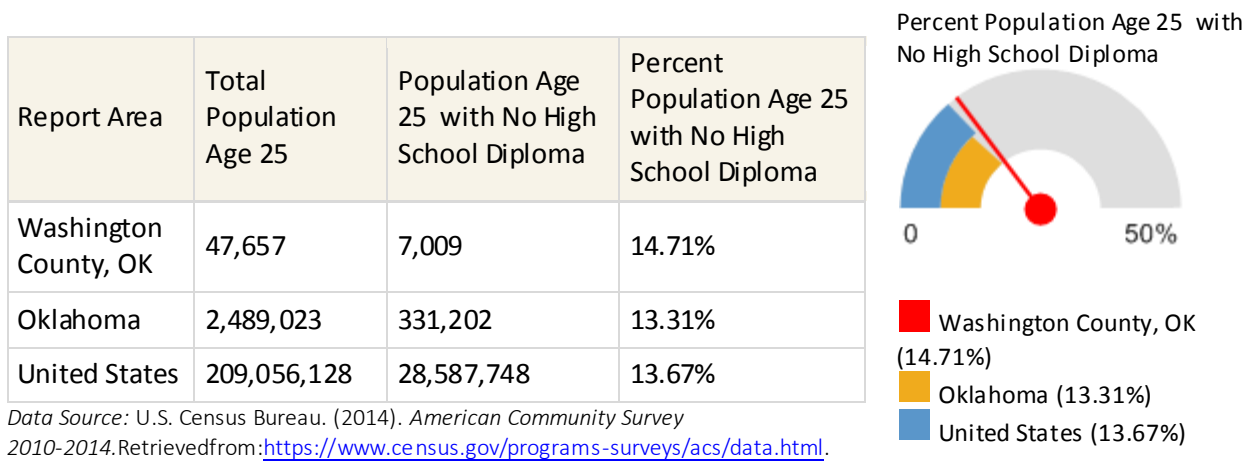 Report Area
Total
Population
Age 25
Population Age
25 with No High
School Diploma
Percent
Population Age 25
with No High
School Diploma
Washington
County, OK
47,657
7,009
14.71%
Oklahoma
2,489,023
331,202
13.31%
United States
209,056,128
28,587,748
13.67%
Data Source: U.S. Census Bureau. (2014). American Community Survey
2010-2014.Retrievedfrom:https://www.census.gov/programs-surveys/acs/data.html.
Percent Population Age 25 with
No High School Diploma
0
50%
Washington County, OK
(14.71%)
Oklahoma (13.31%)
United States (13.67%)